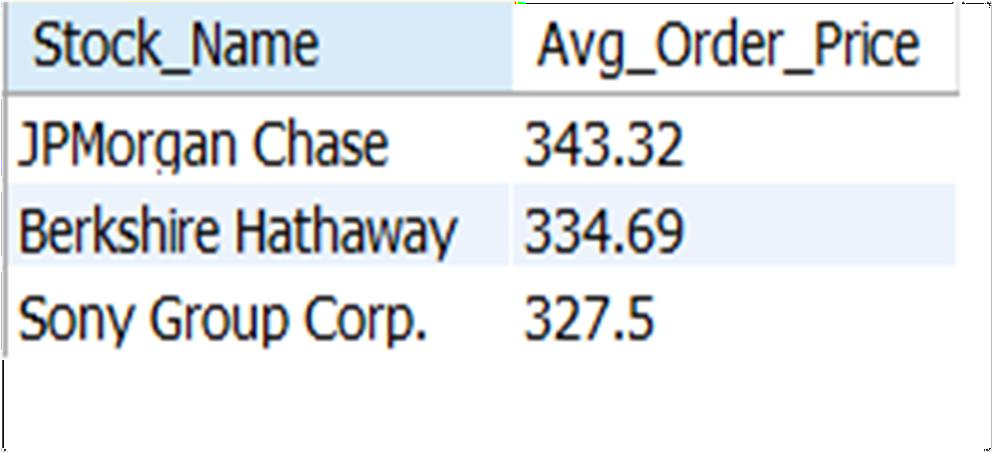 Stock_Name Avg_Order_Price
JPMorgan Chase 343.32
Berkshire Hathaway 334.69
Sony Group Corp. 327.5